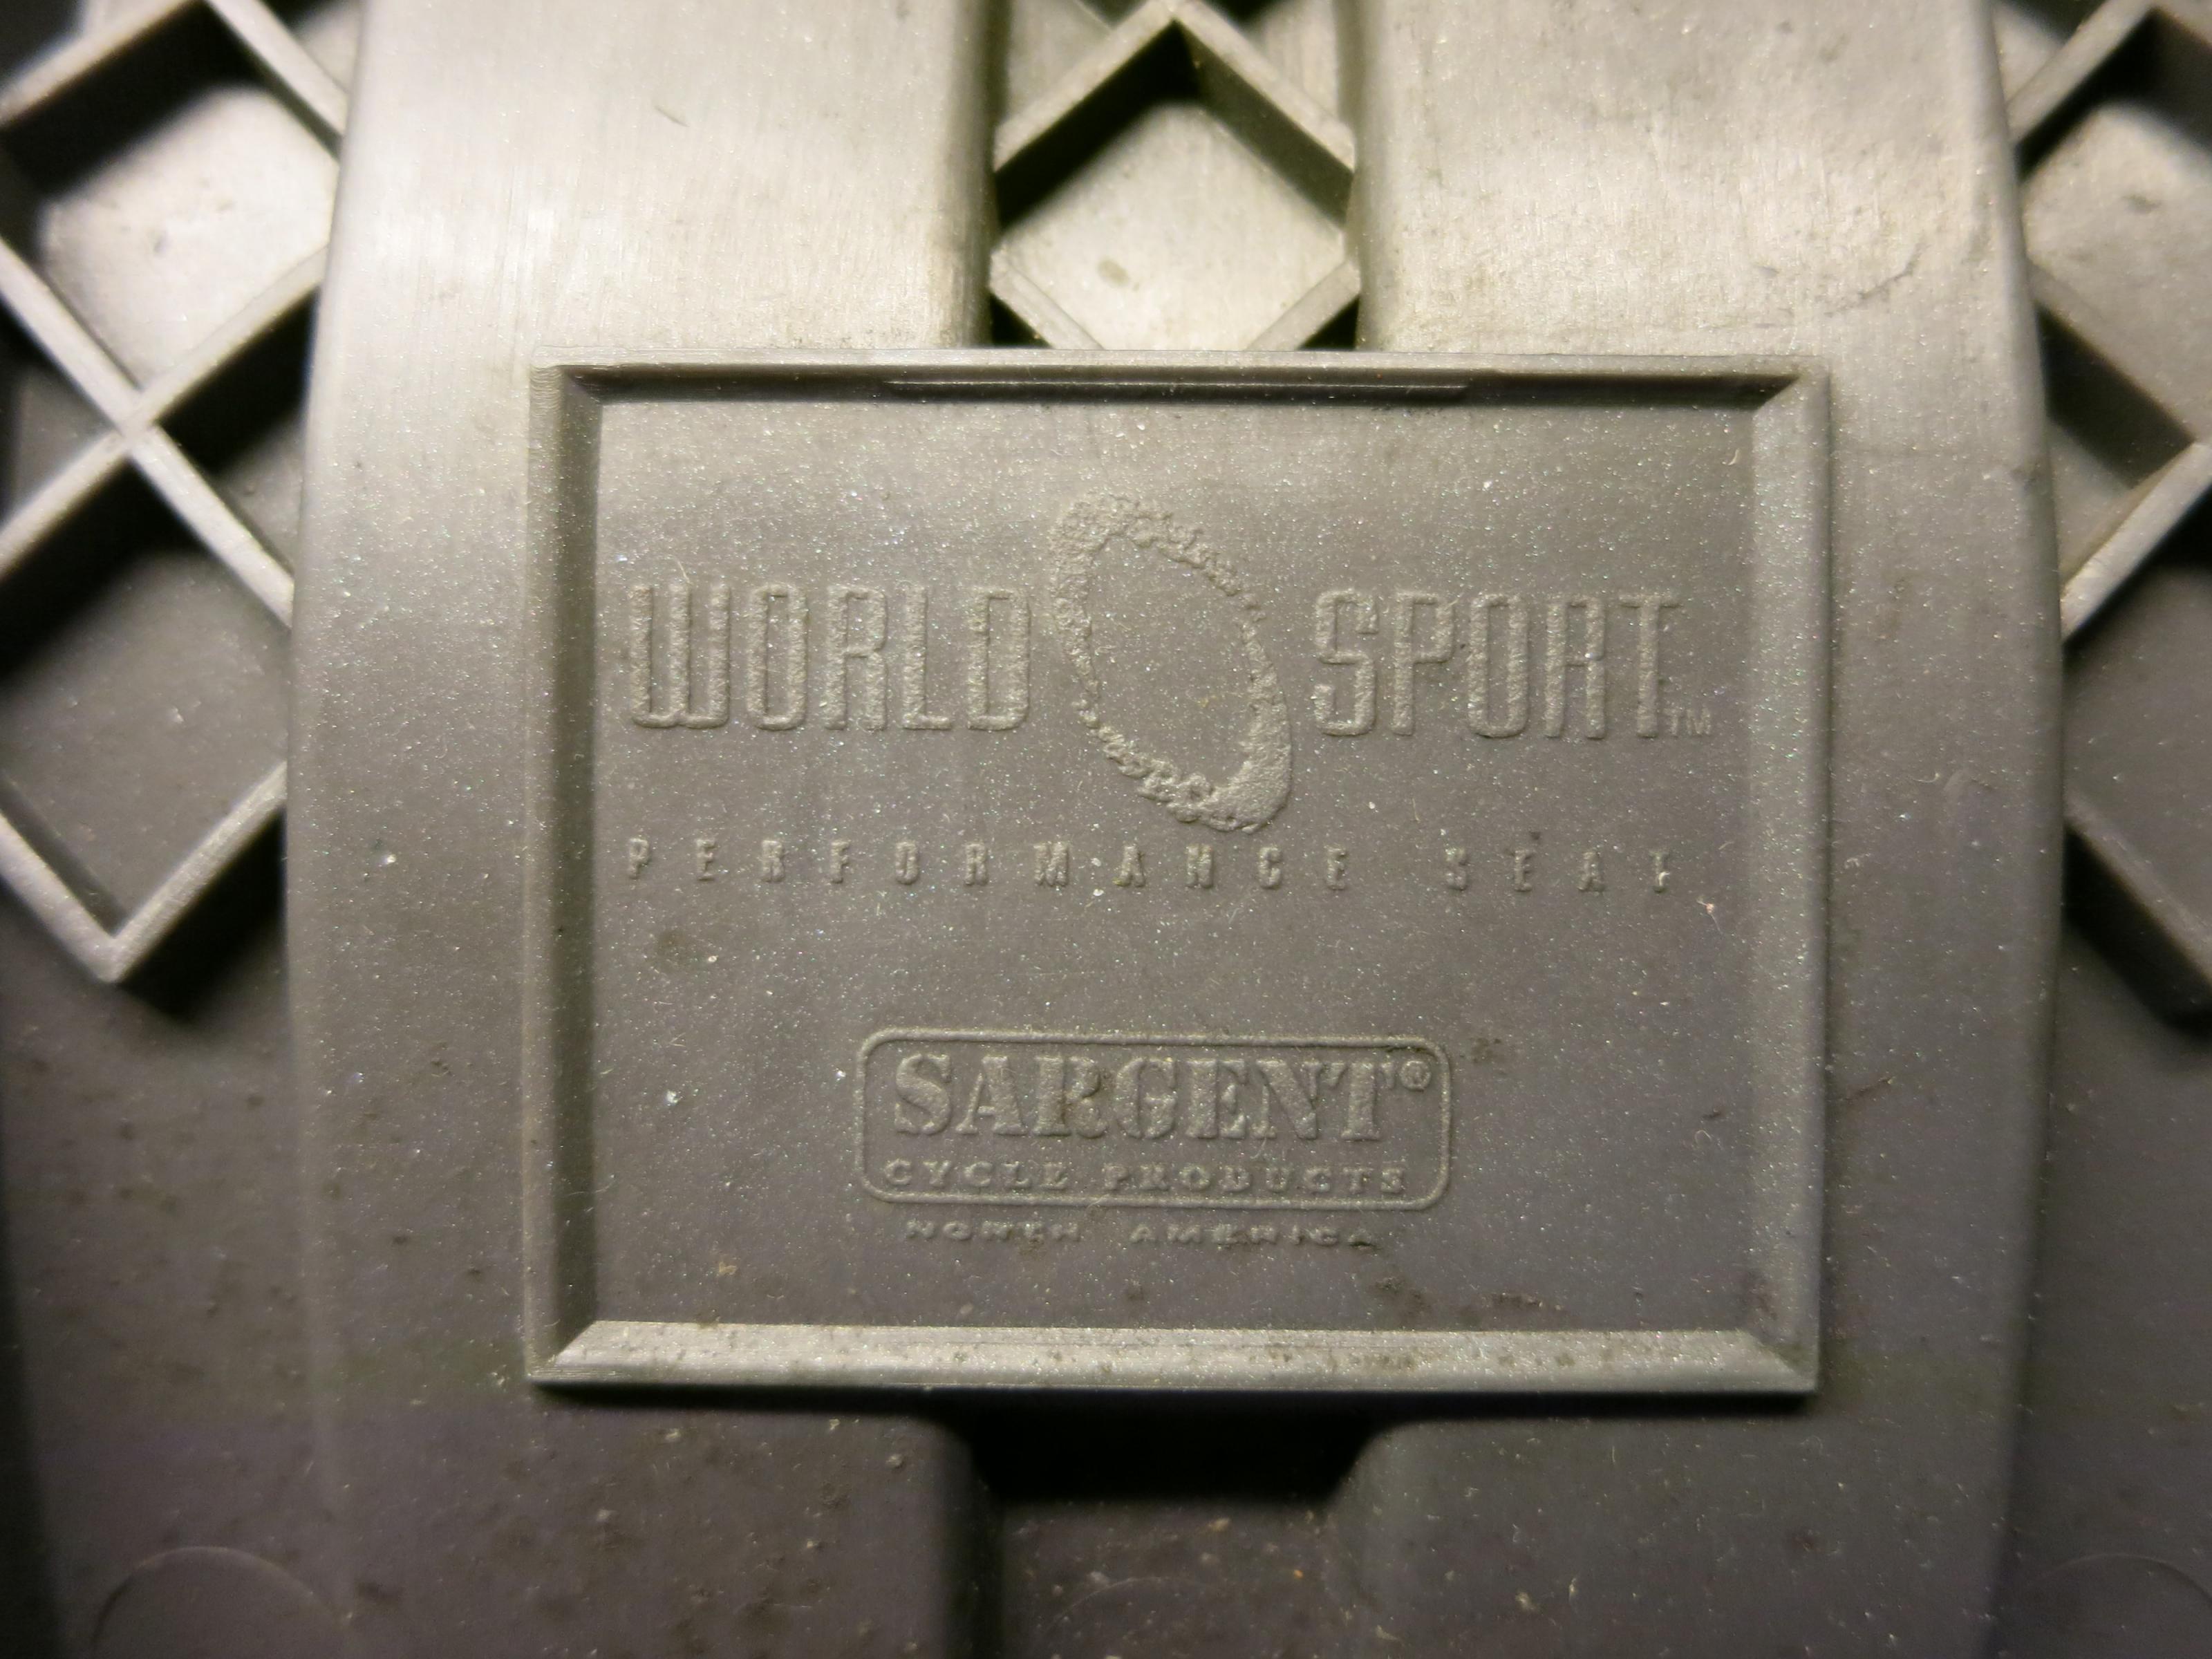 WORLD SPORT™
PERFORMANCE SEAT
SARGENT®
CYCLE PRODUCTS
NORTH AMERICA